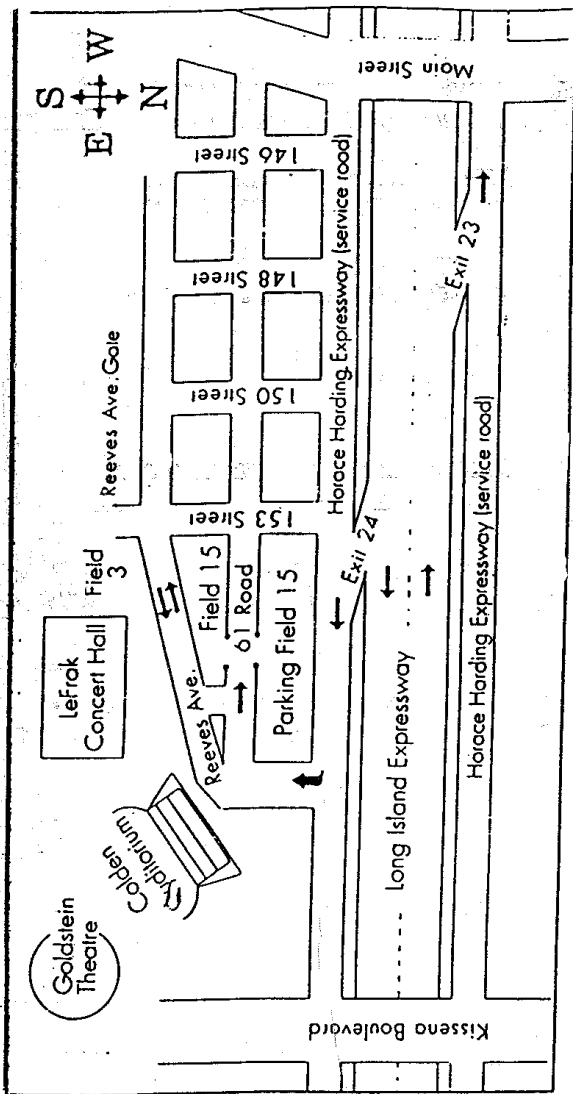 Goldstein
Theatre
Colden
Auditorium
LeFrak
Concert Hall
Field
3
Reeves Ave. Gate
S
E
W
N
Reeves Ave.
Field 15
61 Road
Parking Field 15
153 Street
150 Street
148 Street
146 Street
Horace Harding Expressway (service road)
Exit 24
Long Island Expressway
Exit 23
Horace Harding Expressway (service road)
Kissena Boulevard
Main Street